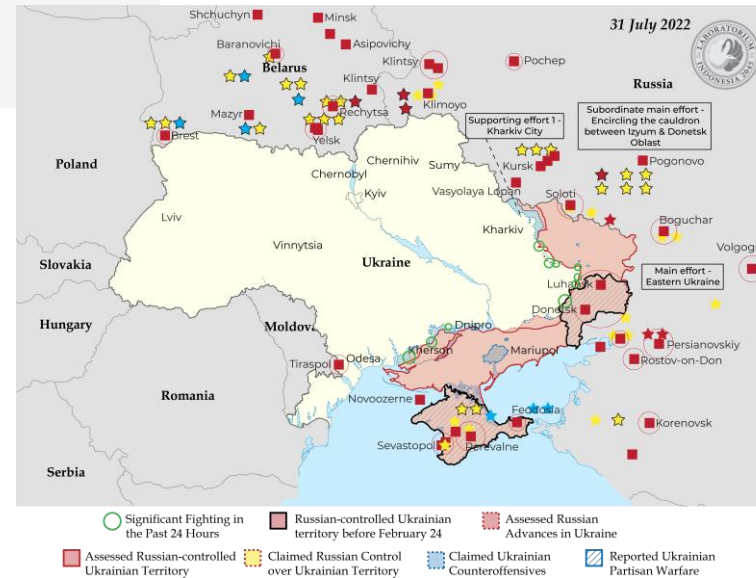 31 July 2022
LABORATORIUM
INDONESIA 2045
Shchuchyn
Minsk
Baranovichi
Asipovichy
Belarus
Klintsy
Pochep
Klintsy
Russia
Klimoyo
Mazyr
Rechytsa
Supporting effort 1 -
Kharkiv City
Subordinate main effort -
Encircling the cauldron
between Izyum & Donetsk
Oblast
Brest
Yelsk
Chernihiv
Sumy
Kursk
Pogonovo
Poland
Chernobyl
Kyiv
Vasyolaya Lopan
Soloti
Lviv
Kharkiv
Boguchar
Vinnytsia
Volgog
Slovakia
Ukraine
Luhansk
Main effort -
Eastern Ukraine
Hungary
Donetsk
Moldova
Dnipro
Kherson
Mariupol
Persianovskiy
Tiraspol
Odesa
Rostov-on-Don
Romania
Novoozerne
Feodosia
Korenovsk
Serbia
Sevastopol
Perevalne
Significant Fighting in
the Past 24 Hours
Russian-controlled Ukrainian
territory before February 24
Assessed Russian
Advances in Ukraine
Assessed Russian-controlled
Ukrainian Territory
Claimed Russian Control
over Ukrainian Territory
Claimed Ukrainian
Counteroffensives
Reported Ukrainian
Partisan Warfare